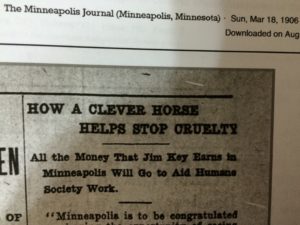 The Minneapolis Journal (Minneapolis, Minnesota) · Sun, Mar 18, 1906
Downloaded on Aug
HOW A CLEVER HORSE
HELPS STOP CRUELTY
All the Money That Jim Key Earns in
Minneapolis Will Go to Aid Humane
Society Work.
EN
OF
"Minneapolis is to be congratulated